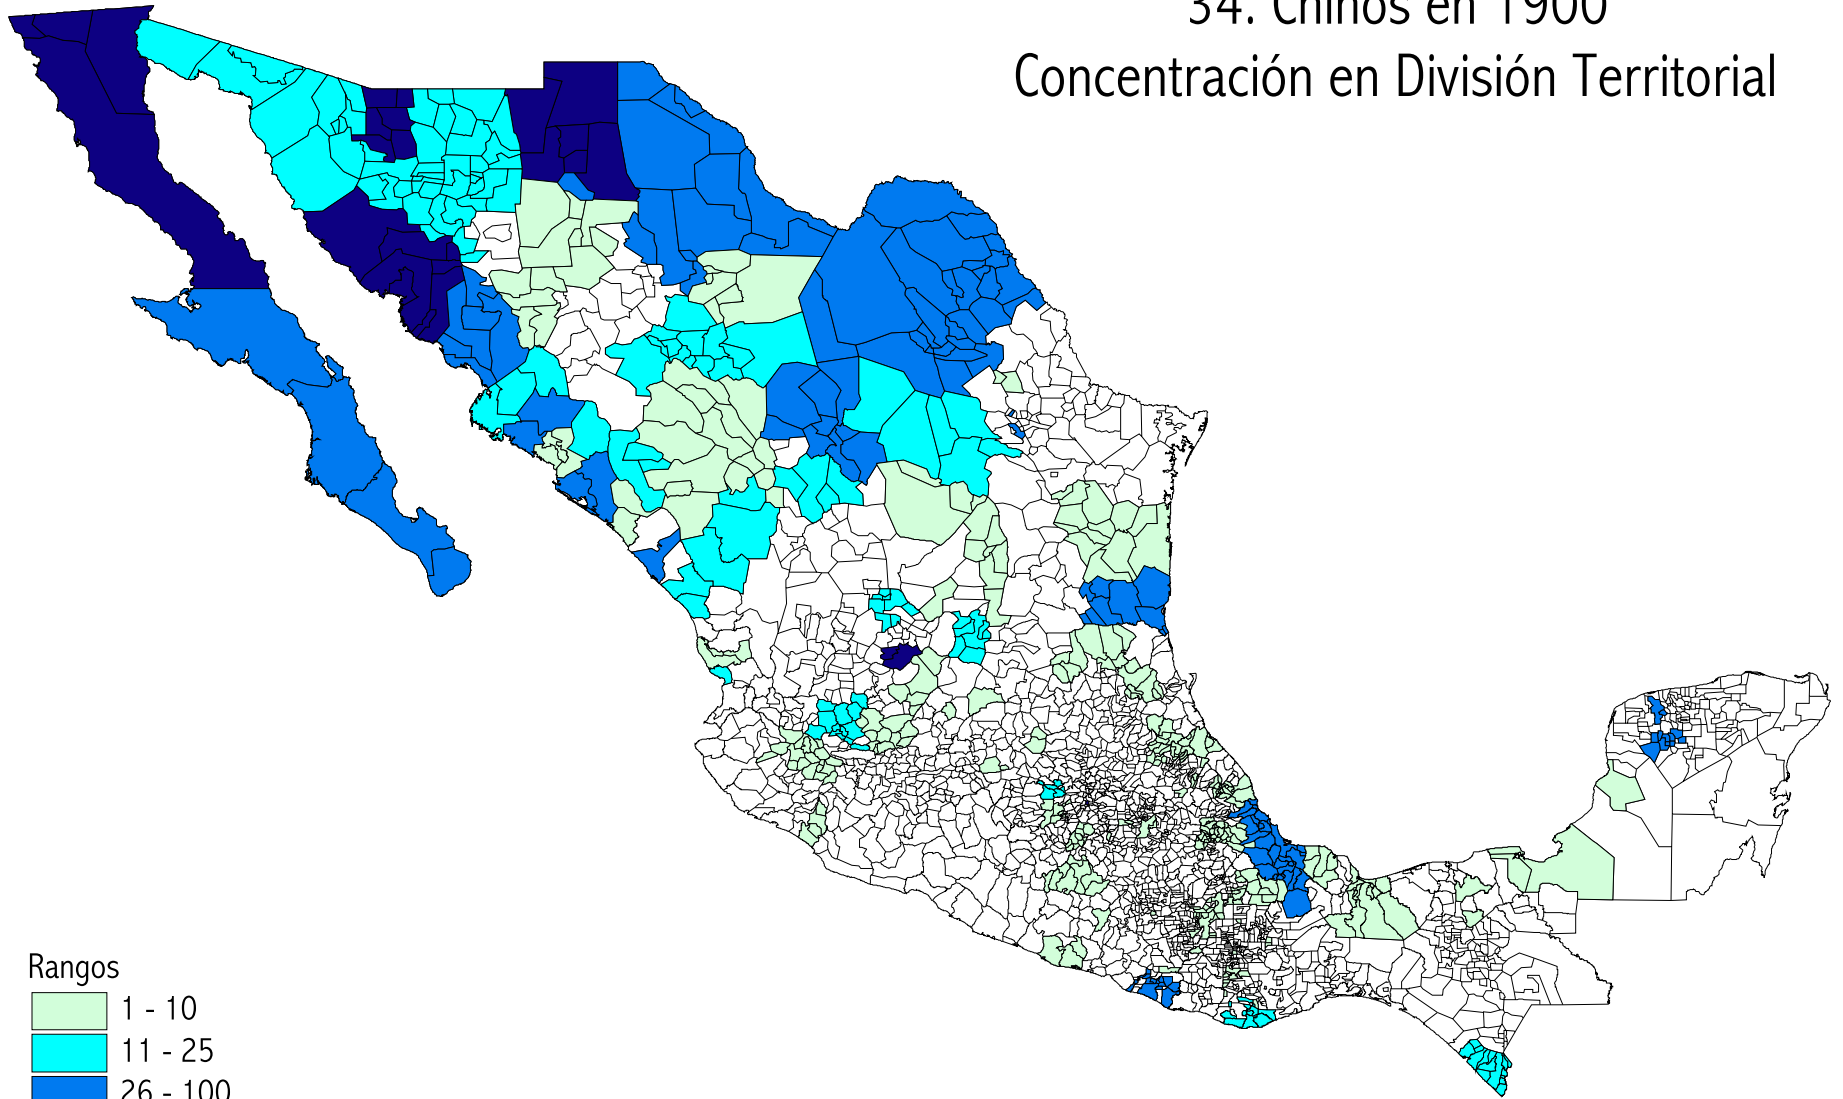 34. Chinos en 1900
Concentración en División Territorial
Rangos
1 - 10
11 - 25
26 - 100